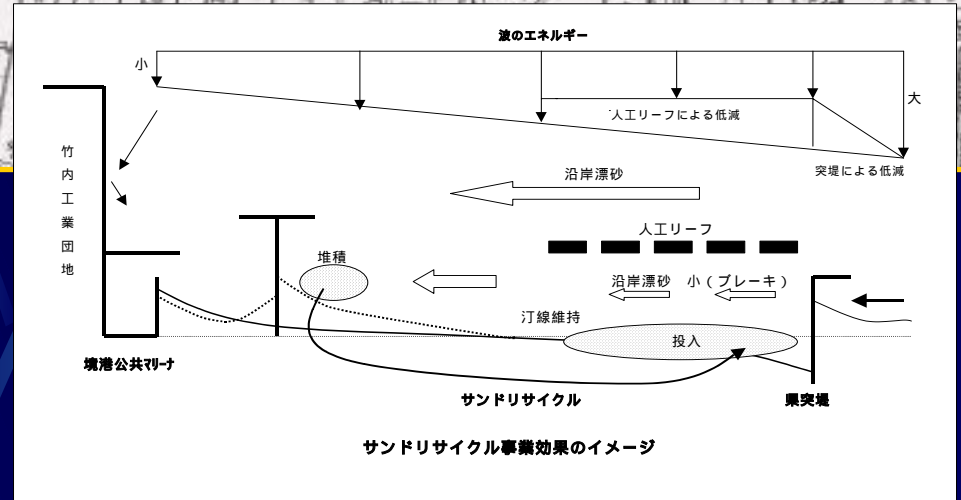 波のエネルギー
小
大
人工リーフによる低減
突堤による低減
竹内工業団地
沿岸漂砂
人工リーフ
堆積
沿岸漂砂 小(ブレーキ)
汀線維持
投入
境港公共マリーナ
サンドリサイクル
県突堤
サンドリサイクル事業効果のイメージ